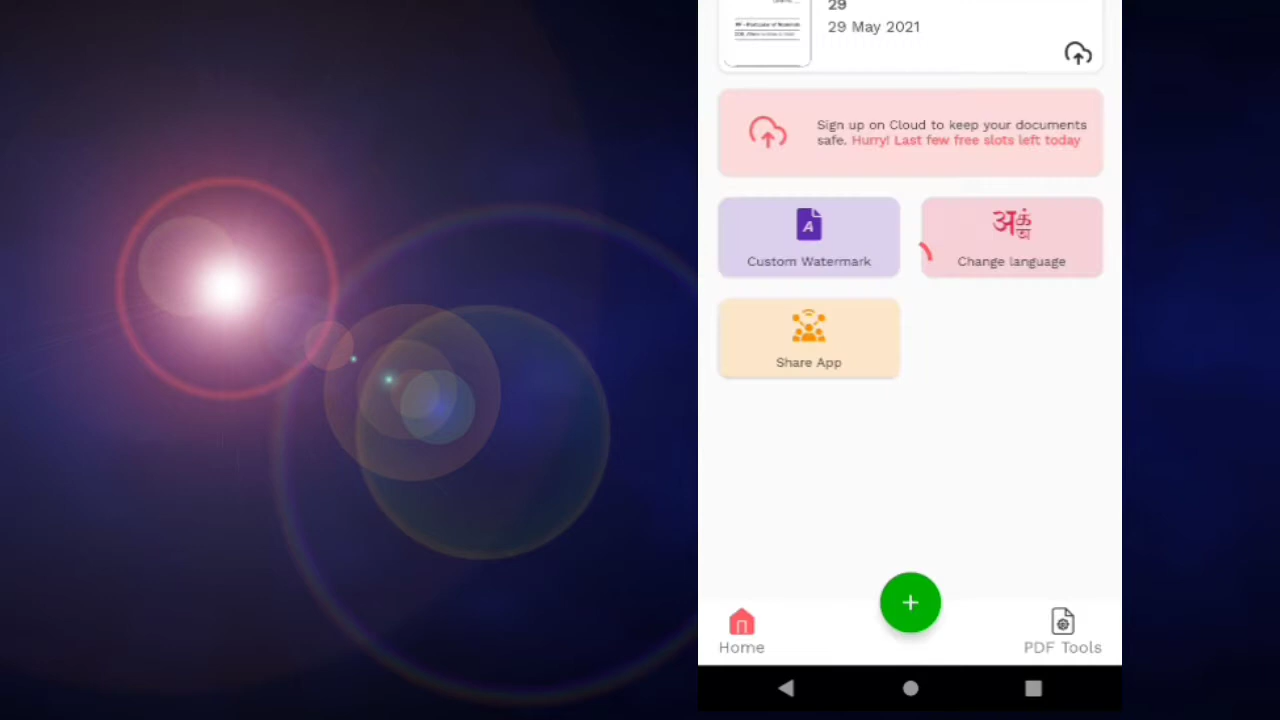 29
29 May 2021
Sign up on Cloud to keep your documents
safe. Hurry! Last few free slots left today
A
अ क अ
Custom Watermark
Change language
Share App
+
Home
PDF Tools